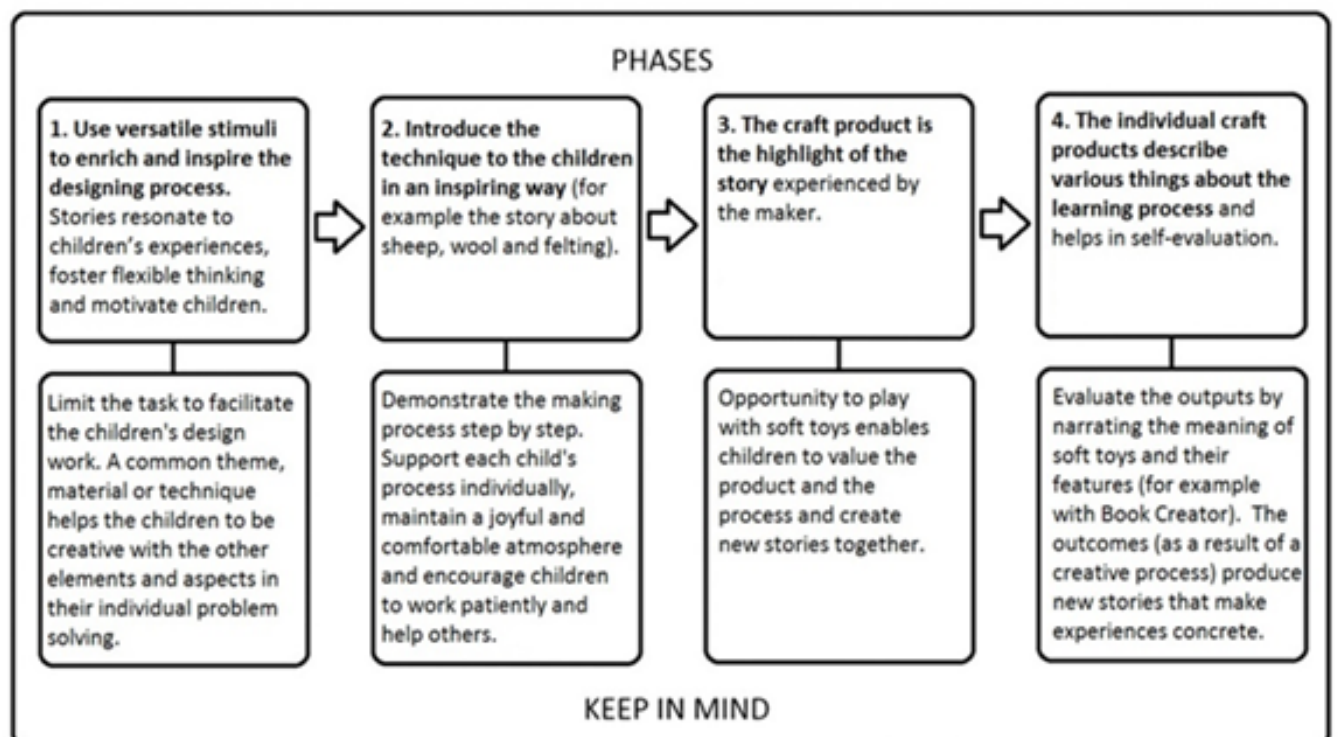 PHASES
1. Use versatile stimuli
to enrich and inspire the
designing process.
Stories resonate to
children's experiences,
foster flexible thinking
and motivate children.
2. Introduce the
technique to the children
in an inspiring way (for
example the story about
sheep, wool and felting).
3. The craft product is
the highlight of the
story experienced by
the maker.
4. The individual craft
products describe
various things about the
learning process and
helps in self-evaluation.
Limit the task to facilitate
the children's design
work. A common theme,
material or technique
helps the children to be
creative with the other
elements and aspects in
their individual problem
solving.
Demonstrate the making
process step by step.
Support each child's
process individually,
maintain a joyful and
comfortable atmosphere
and encourage children
to work patiently and
help others.
Opportunity to play
with soft toys enables
children to value the
product and the
process and create
new stories together.
Evaluate the outputs by
narrating the meaning of
soft toys and their
features (for example
with Book Creator). The
outcomes (as a result of a
creative process) produce
new stories that make
experiences concrete.
KEEP IN MIND